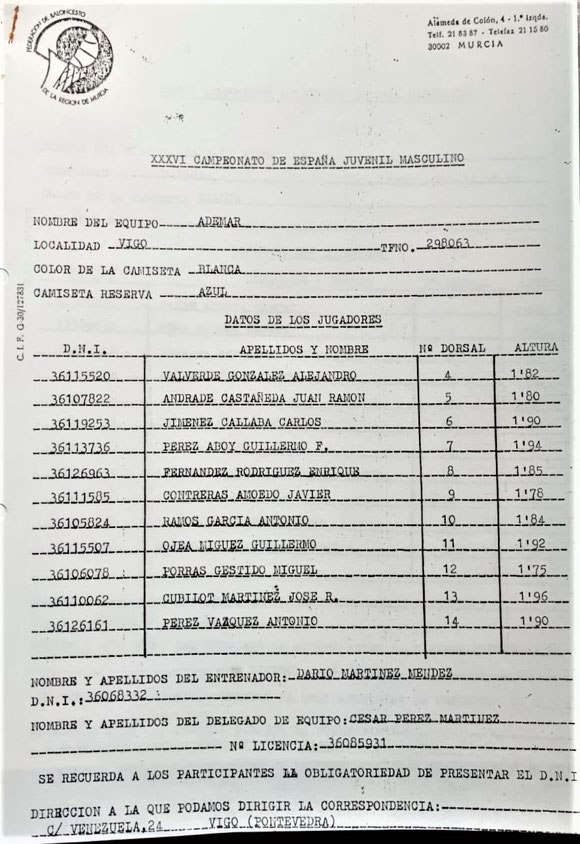 FEDERACION DE BALONCESTO
DE LA REGION DE MURCIA
Alameda de Colón, 4 - 1.º Izqda.
Telf. 21 83 87 - Telefax 21 15 80
30002 MURCIA
XXXVI CAMPEONATO DE ESPAÑA JUVENIL MASCULINO
NOMBRE DEL EQUIPO ADEMAR
LOCALIDAD VIGO TFNO. 298063
COLOR DE LA CAMISETA BLANCA
CAMISETA RESERVA AZUL
C. I. F. G-30/127831
DATOS DE LOS JUGADORES
D.N.I. APELLIDOS Y NOMBRE Nº DORSAL ALTURA
36115520 VALVERDE GONZALEZ ALEJANDRO 4 1'82
36107822 ANDRADE CASTAÑEDA JUAN RAMON 5 1'80
36119253 JIMENEZ CALLABA CARLOS 6 1'90
36113736 PEREZ ABOY GUILLERMO F. 7 1'94
36126963 FERNANDEZ RODRIGUEZ ENRIQUE 8 1'85
36111585 CONTRERAS AMOEDO JAVIER 9 1'78
36105824 RAMOS GARCIA ANTONIO 10 1'84
36115507 OJEA MIGUEZ GUILLERMO 11 1'92
36106078 PORRAS GESTIDO MIGUEL 12 1'75
36110062 CUBILOT MARTINEZ JOSE R. 13 1'96
36126161 PEREZ VAZQUEZ ANTONIO 14 1'90
NOMBRE Y APELLIDOS DEL ENTRENADOR: DARIO MARTINEZ MENDEZ
D.N.I.: 36068332
NOMBRE Y APELLIDOS DEL DELEGADO DE EQUIPO: CESAR PEREZ MARTINEZ
Nº LICENCIA: 36085931
SE RECUERDA A LOS PARTICIPANTES LA OBLIGATORIEDAD DE PRESENTAR EL D.N.I
DIRECCION A LA QUE PODAMOS DIRIGIR LA CORRESPONDENCIA:
C/ VENEZUELA,24 VIGO (PONTEVEDRA)